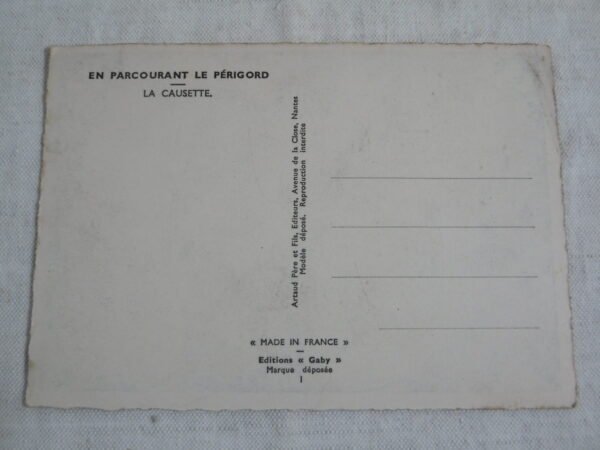 EN PARCOURANT LE PÉRIGORD
LA CAUSETTE.
Artaud Père et Fils, Editeurs, Avenue de la Close, Nantes
Modèle déposé. Reproduction interdite
« MADE IN FRANCE »
Editions « Gaby »
Marque déposée
I